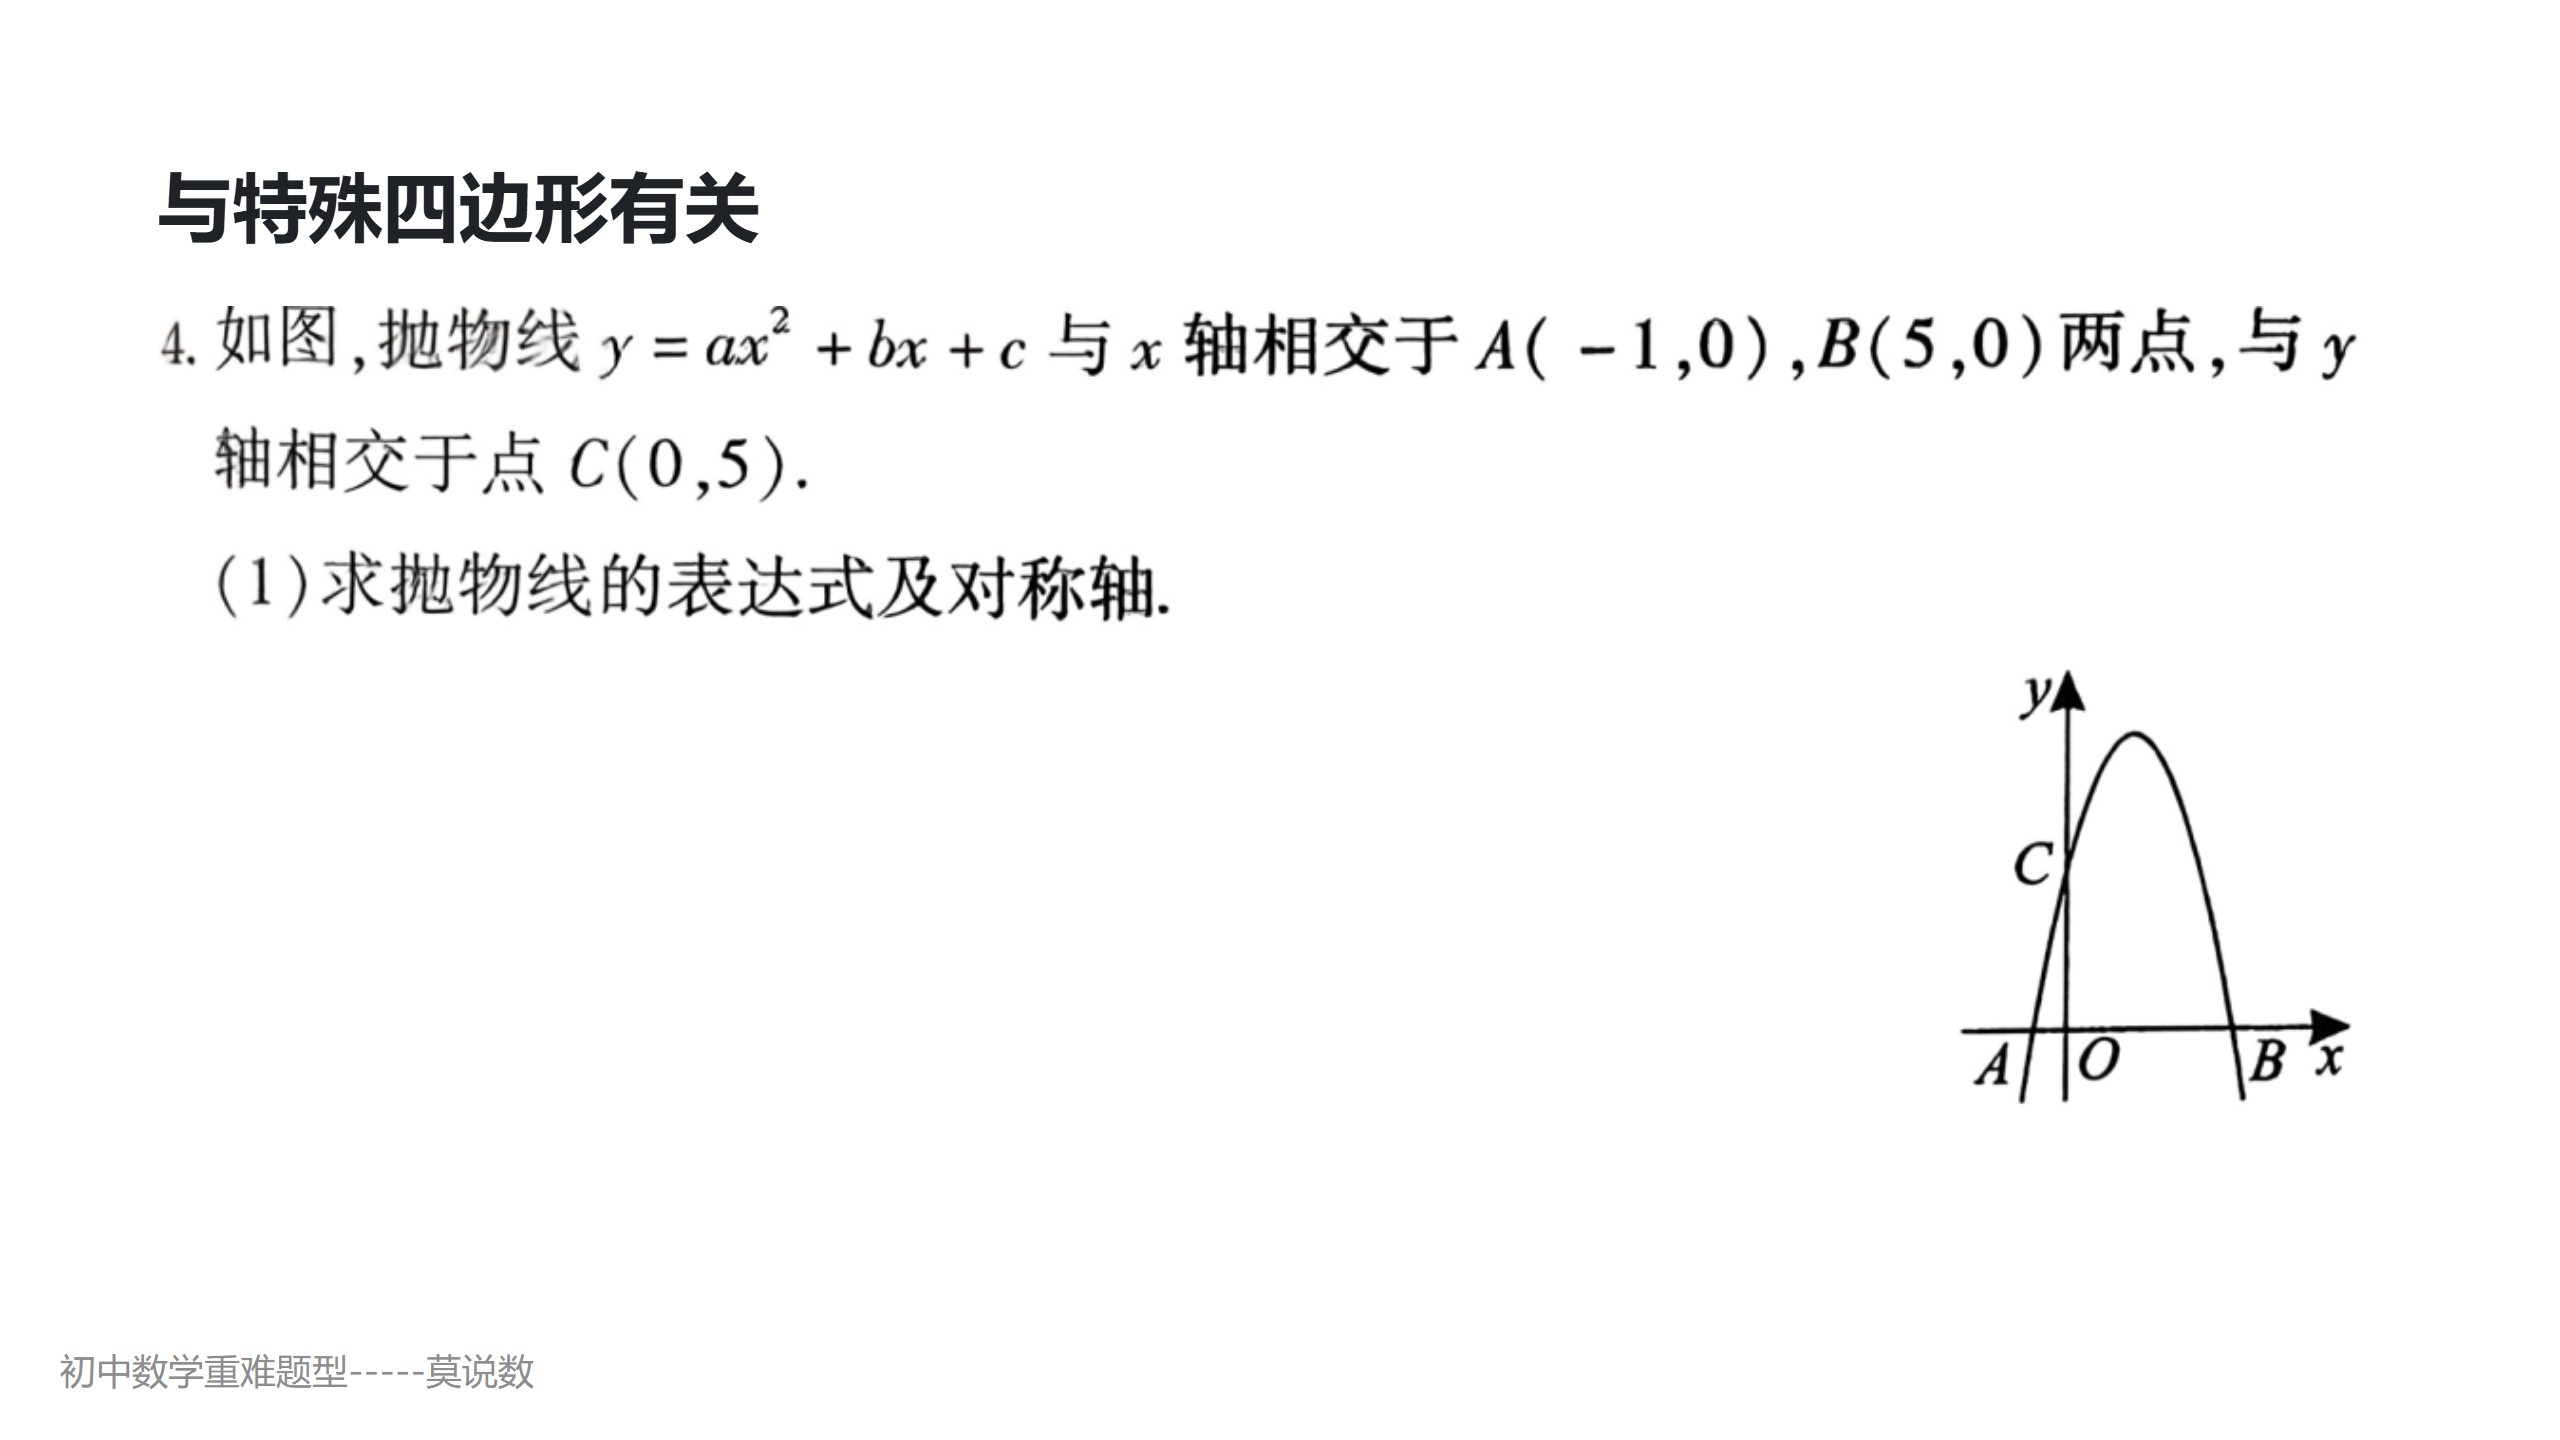 与特殊四边形有关
4. 如图,抛物线 y = ax² + bx + c 与 x 轴相交于 A( -1,0),B(5,0)两点,与 y
轴相交于点 C(0,5).
(1)求抛物线的表达式及对称轴.
y
C
A
O
B
x
初中数学重难题型-----莫说数